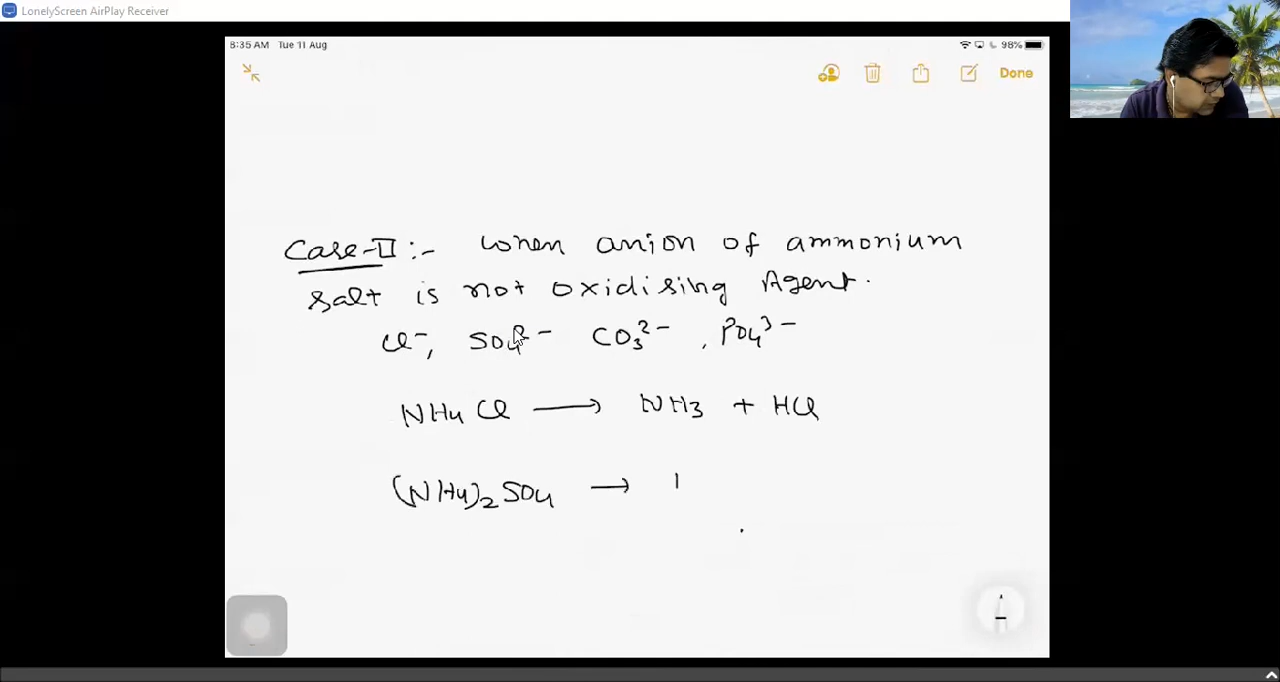 LonelyScreen AirPlay Receiver
8:35 AM Tue 11 Aug
98%
Done
Case-II :- when anion of ammonium
salt is not oxidising Agent.
Cl⁻, SO₄²⁻ CO₃²⁻ , PO₄³⁻
NH₄Cl → NH₃ + HCl
(NH₄)₂SO₄ →